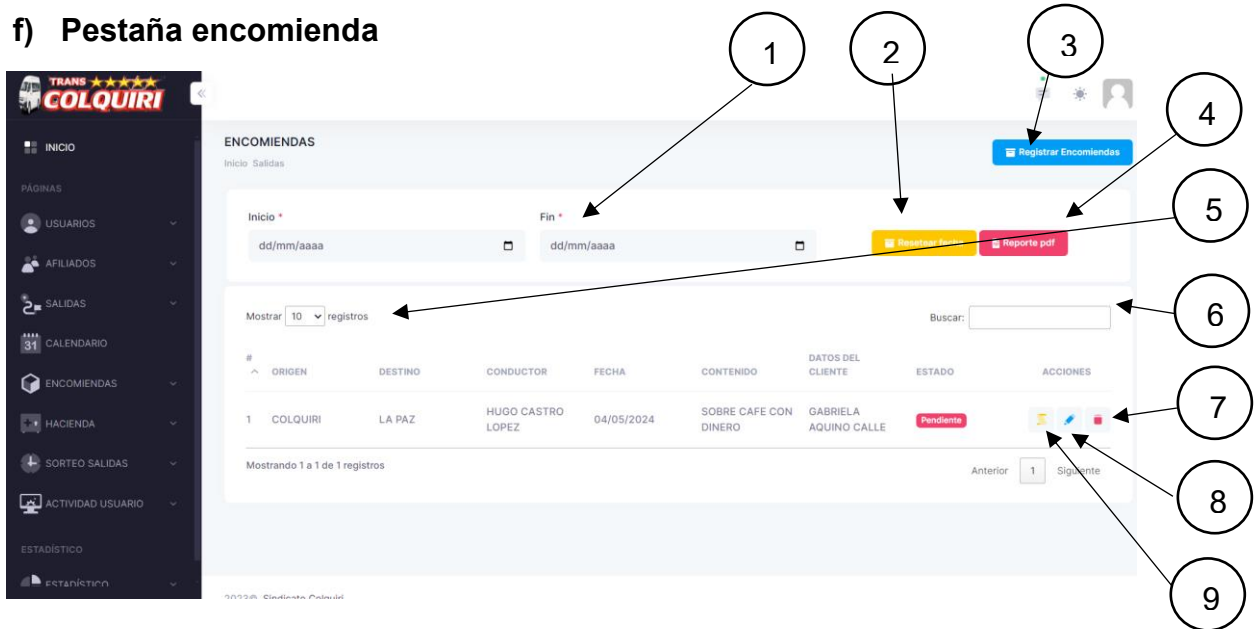 f) Pestaña encomienda
1
2
3
4
5
6
7
8
9
TRANS
COLQUIRI
INICIO
PÁGINAS
USUARIOS
AFILIADOS
SALIDAS
31 CALENDARIO
ENCOMIENDAS
HACIENDA
SORTEO SALIDAS
ACTIVIDAD USUARIO
ESTADÍSTICO
ESTADÍSTICO
ENCOMIENDAS
Inicio Salidas
Registrar Encomiendas
Inicio *
Fin *
dd/mm/aaaa
dd/mm/aaaa
Resetear fecha
Reporte pdf
Mostrar 10 registros
Buscar:
# ORIGEN DESTINO CONDUCTOR FECHA CONTENIDO DATOS DEL CLIENTE ESTADO ACCIONES
1 COLQUIRI LA PAZ HUGO CASTRO LOPEZ 04/05/2024 SOBRE CAFE CON DINERO GABRIELA AQUINO CALLE Pendiente
Mostrando 1 a 1 de 1 registros
Anterior 1 Siguiente
2023© Sindicato Colquiri